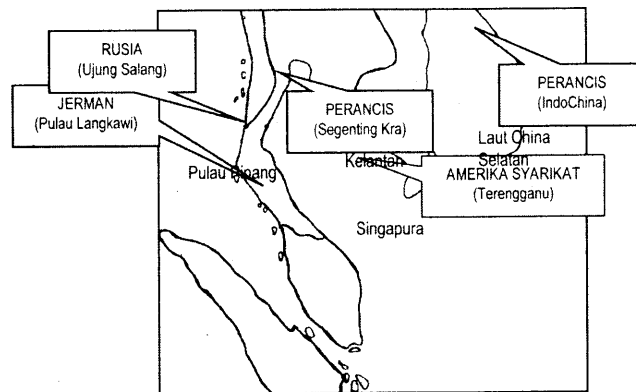 RUSIA
(Ujung Salang)
JERMAN
(Pulau Langkawi)
PERANCIS
(Segenting Kra)
PERANCIS
(IndoChina)
Laut China
Selatan
Pulau Pinang
Kelantan
AMERIKA SYARIKAT
(Terengganu)
Singapura